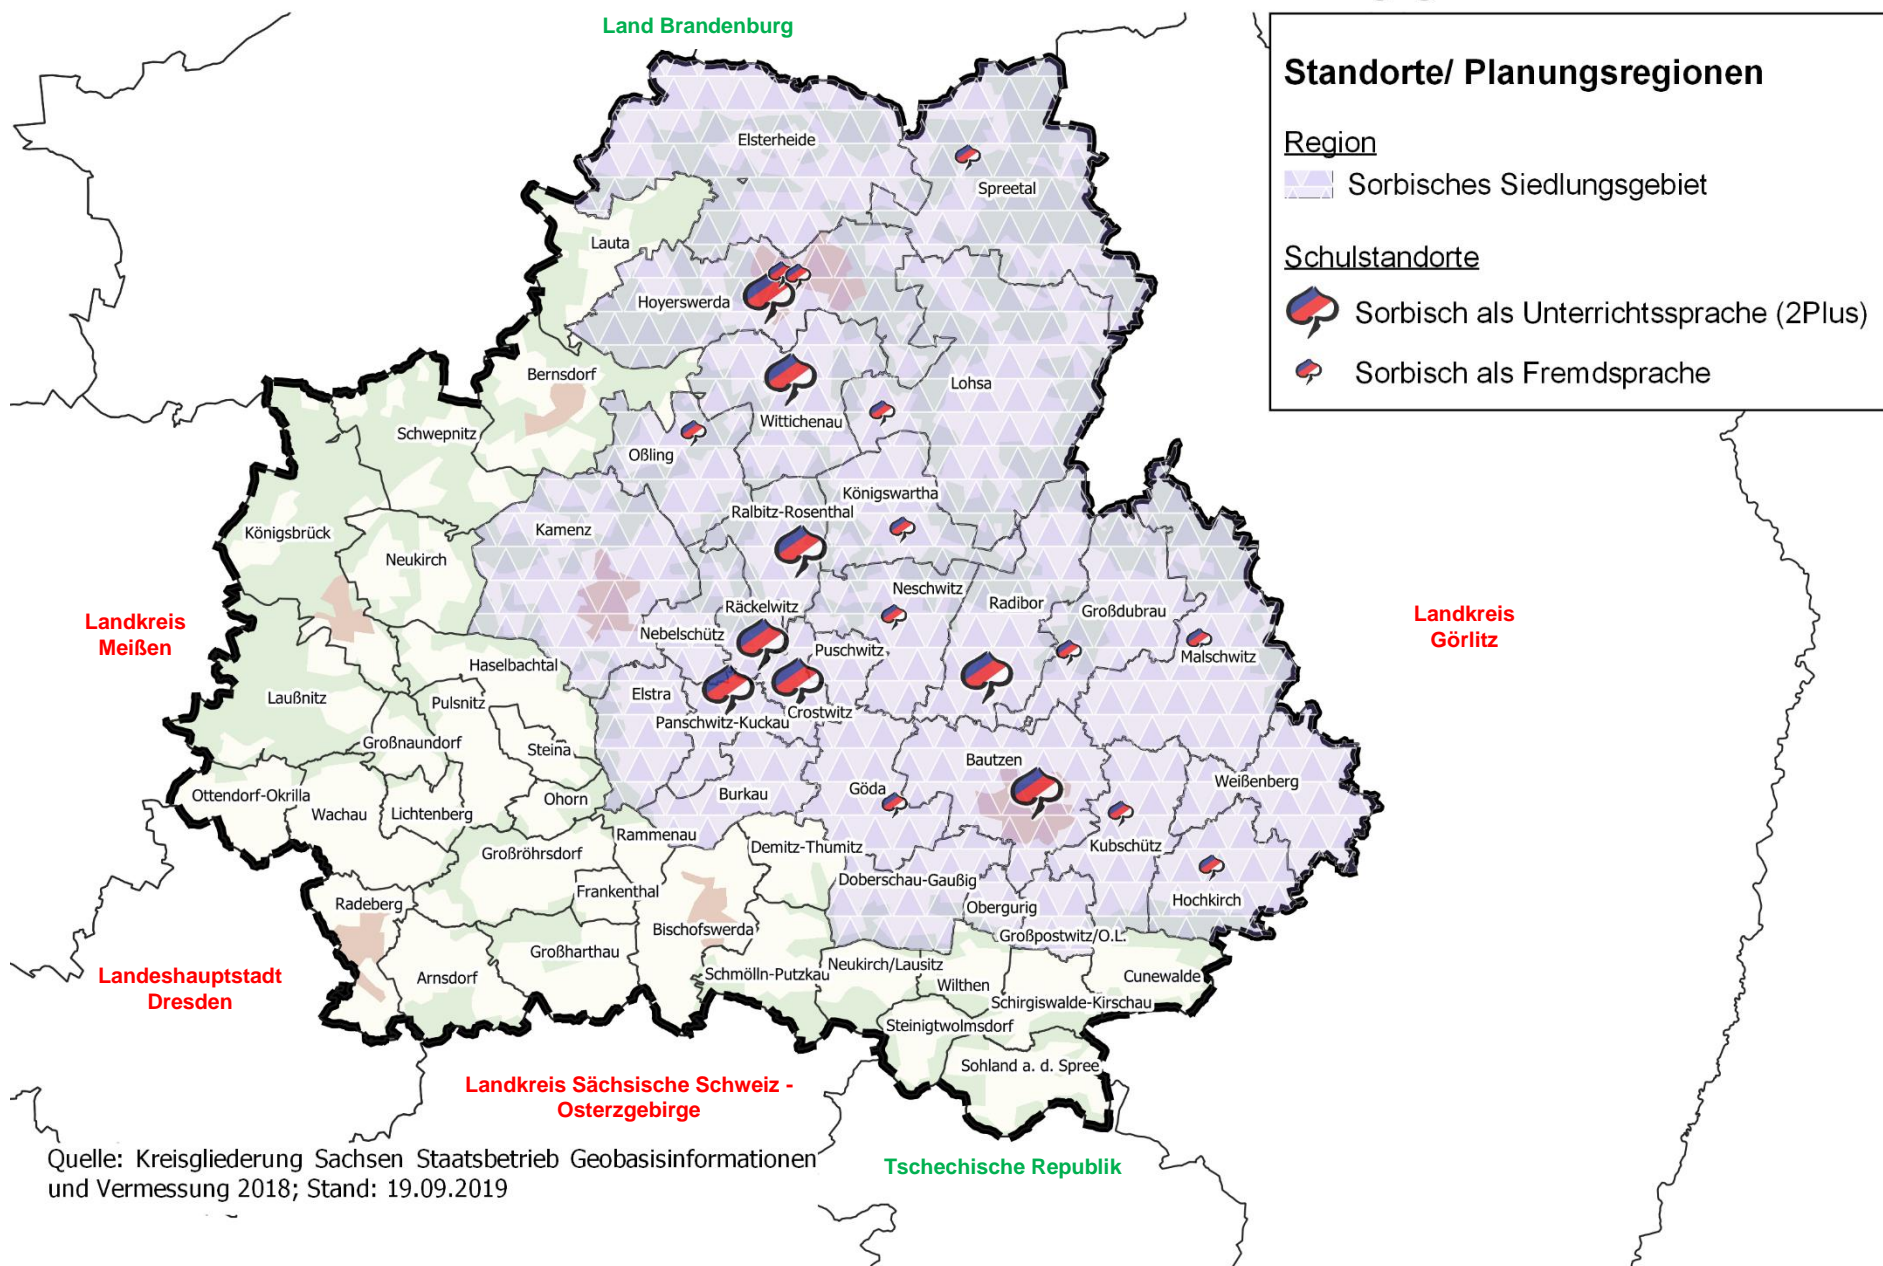 Land Brandenburg
Standorte/ Planungsregionen
Region
Sorbisches Siedlungsgebiet
Schulstandorte
Sorbisch als Unterrichtssprache (2Plus)
Sorbisch als Fremdsprache
Elsterheide
Spreetal
Lauta
Hoyerswerda
Bernsdorf
Lohsa
Wittichenau
Schwepnitz
Oßling
Königswartha
Ralbitz-Rosenthal
Kamenz
Königsbrück
Neukirch
Neschwitz
Radibor
Großdubrau
Räckelwitz
Nebelschütz
Puschwitz
Malschwitz
Landkreis
Meißen
Landkreis
Görlitz
Haselbachtal
Laußnitz
Pulsnitz
Elstra
Panschwitz-Kuckau
Crostwitz
Großnaundorf
Steina
Bautzen
Weißenberg
Ottendorf-Okrilla
Wachau
Lichtenberg
Ohorn
Burkau
Göda
Rammenau
Demitz-Thumitz
Kubschütz
Großröhrsdorf
Frankenthal
Doberschau-Gaußig
Obergurig
Hochkirch
Radeberg
Bischofswerda
Großpostwitz/O.L.
Großharthau
Arnsdorf
Schmölln-Putzkau
Neukirch/Lausitz
Wilthen
Cunewalde
Schirgiswalde-Kirschau
Steinigtwolmsdorf
Sohland a. d. Spree
Landeshauptstadt
Dresden
Landkreis Sächsische Schweiz -
Osterzgebirge
Tschechische Republik
Quelle: Kreisgliederung Sachsen Staatsbetrieb Geobasisinformationen
und Vermessung 2018; Stand: 19.09.2019